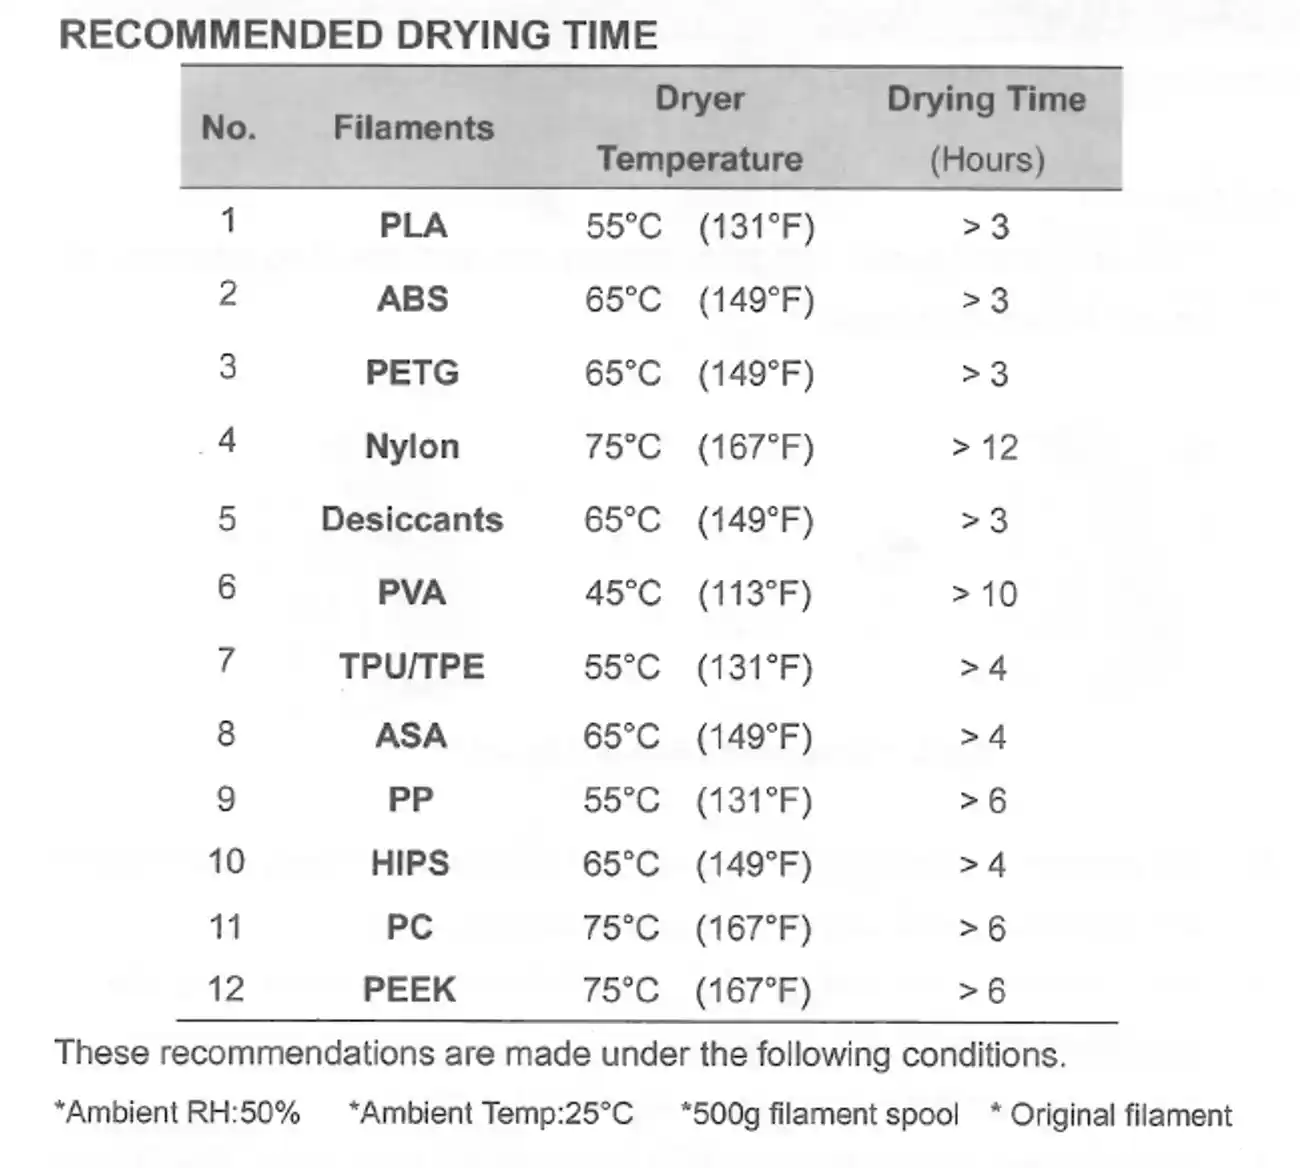 RECOMMENDED DRYING TIME
No. Filaments Dryer Temperature Drying Time (Hours)
1 PLA 55°C (131°F) > 3
2 ABS 65°C (149°F) > 3
3 PETG 65°C (149°F) > 3
4 Nylon 75°C (167°F) > 12
5 Desiccants 65°C (149°F) > 3
6 PVA 45°C (113°F) > 10
7 TPU/TPE 55°C (131°F) > 4
8 ASA 65°C (149°F) > 4
9 PP 55°C (131°F) > 6
10 HIPS 65°C (149°F) > 4
11 PC 75°C (167°F) > 6
12 PEEK 75°C (167°F) > 6
These recommendations are made under the following conditions.
*Ambient RH:50% *Ambient Temp:25°C *500g filament spool * Original filament